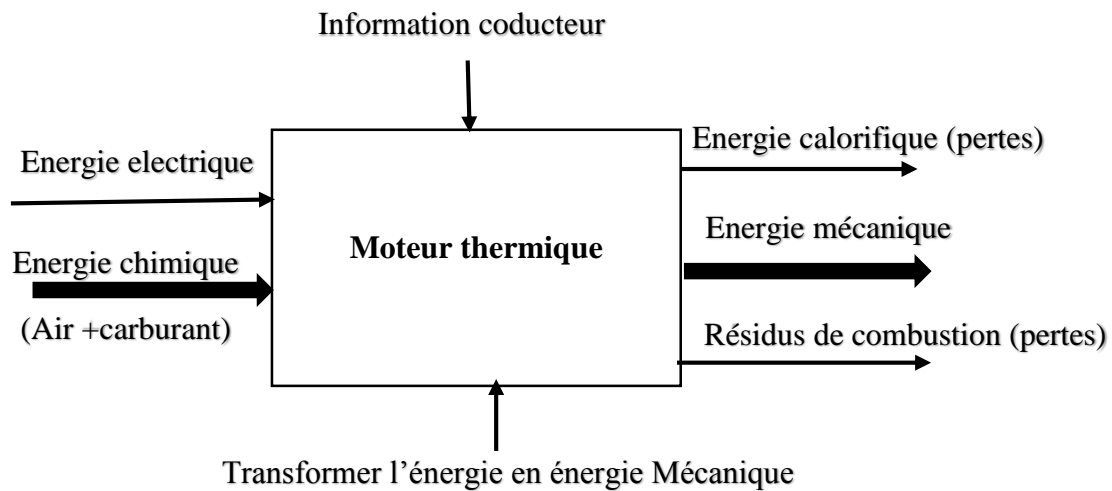 Information coducteur
Energie electrique
Energie chimique
(Air +carburant)
Moteur thermique
Energie calorifique (pertes)
Energie mécanique
Résidus de combustion (pertes)
Transformer l’énergie en énergie Mécanique